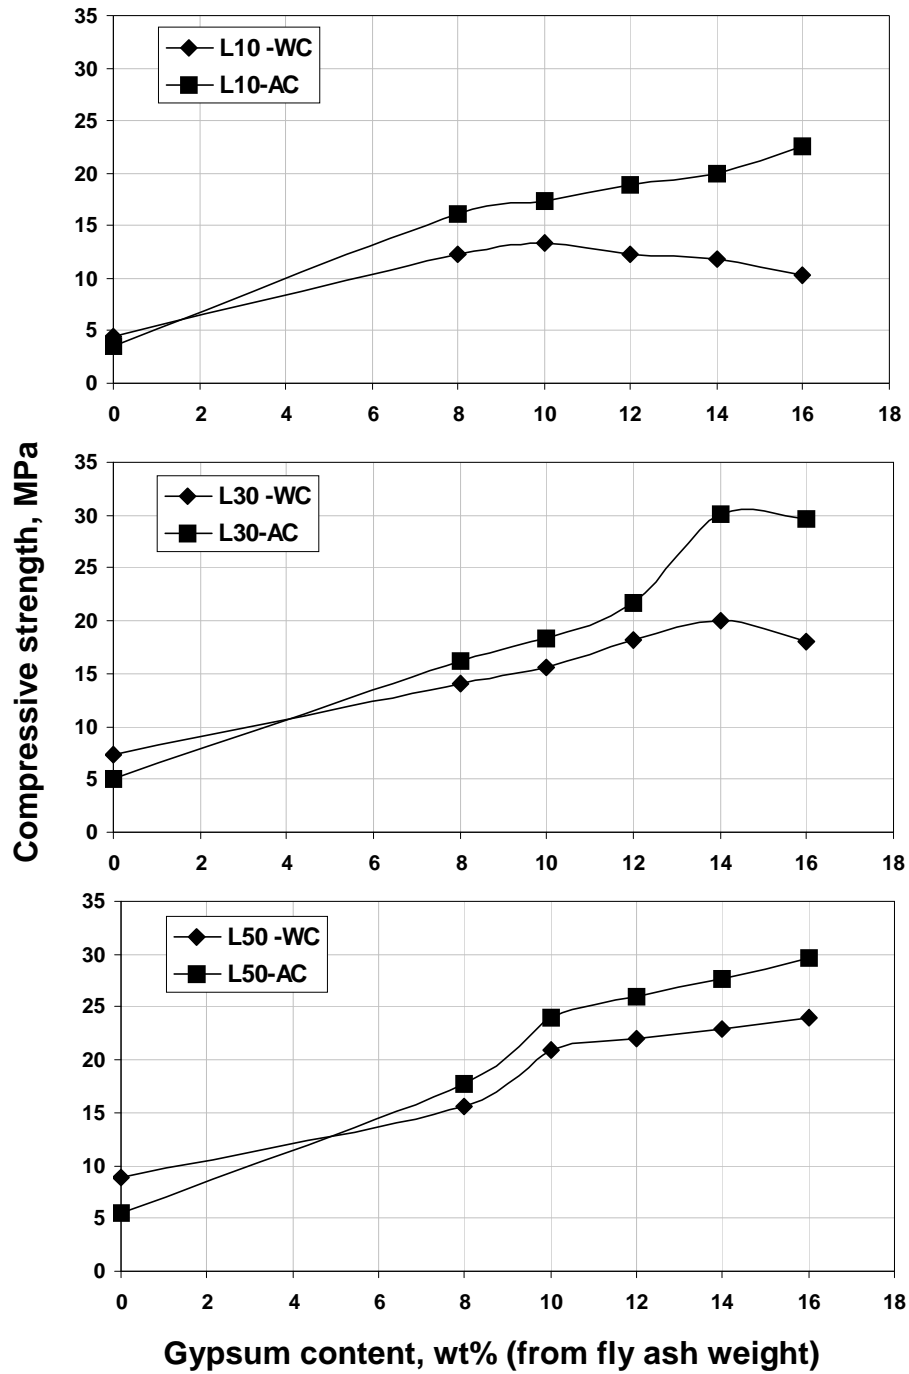 35
30
25
20
15
10
5
0
L10 -WC
L10-AC
0 2 4 6 8 10 12 14 16 18
Compressive strength, MPa
35
30
25
20
15
10
5
0
L30 -WC
L30-AC
0 2 4 6 8 10 12 14 16 18
35
30
25
20
15
10
5
0
L50 -WC
L50-AC
0 2 4 6 8 10 12 14 16 18
Gypsum content, wt% (from fly ash weight)